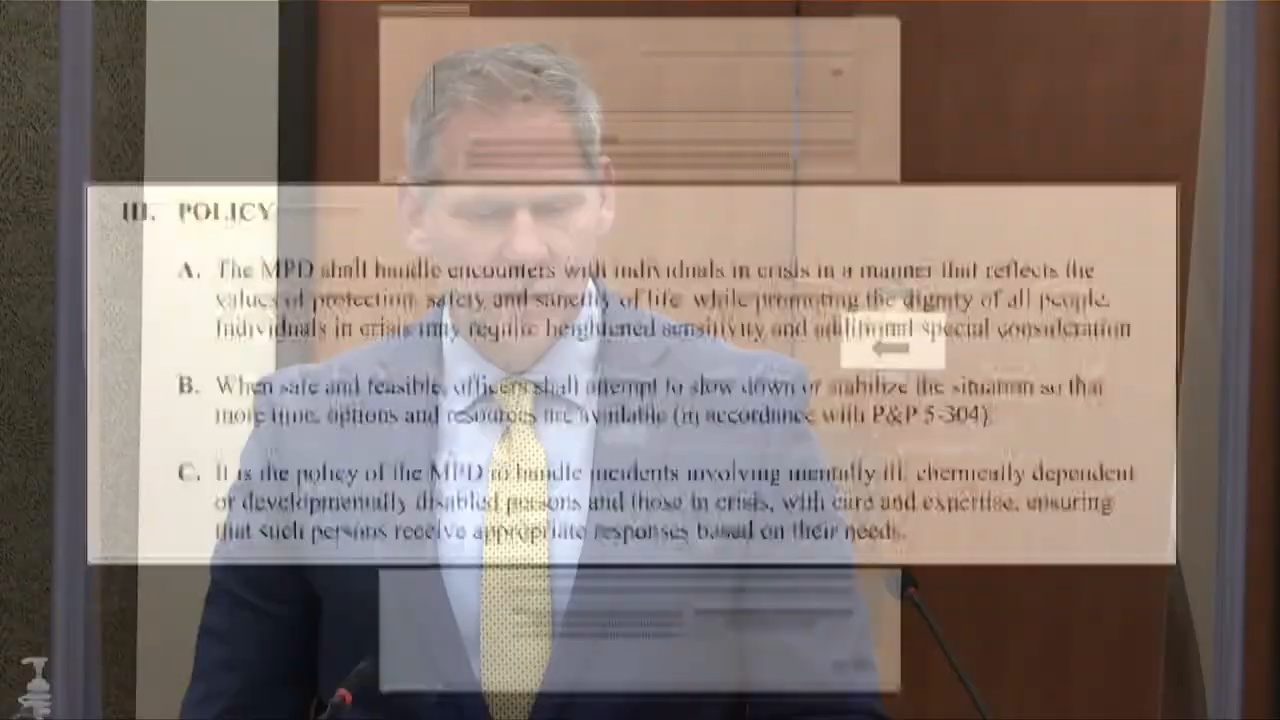 III. POLICY
A. The MPD shall handle encounters with individuals in crisis in a manner that reflects the
values of protection, safety and sanctity of life while promoting the dignity of all people.
Individuals in crisis may require heightened sensitivity and additional special consideration
B. When safe and feasible, officers shall attempt to slow down or stabilize the situation so that
more time, options and resources are available (in accordance with P&P 5-304).
C. It is the policy of the MPD to handle incidents involving mentally ill, chemically dependent
or developmentally disabled persons and those in crisis, with care and expertise, ensuring
that such persons receive appropriate responses based on their needs.